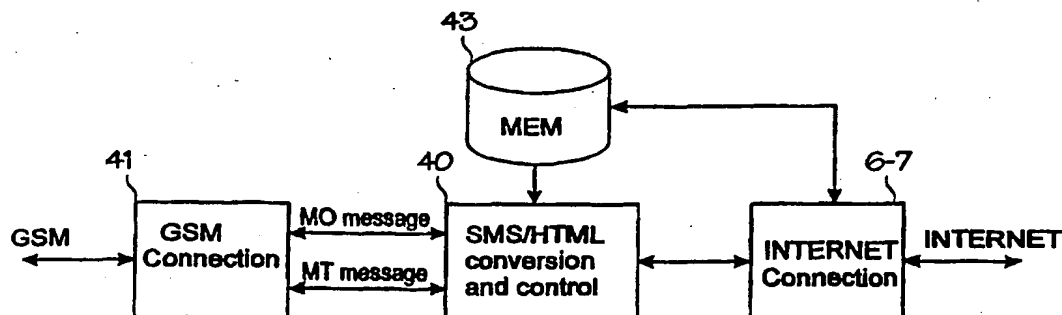 43
MEM
41
40
6-7
GSM
GSM
Connection
MO message
MT message
SMS/HTML
conversion
and control
INTERNET
Connection
INTERNET